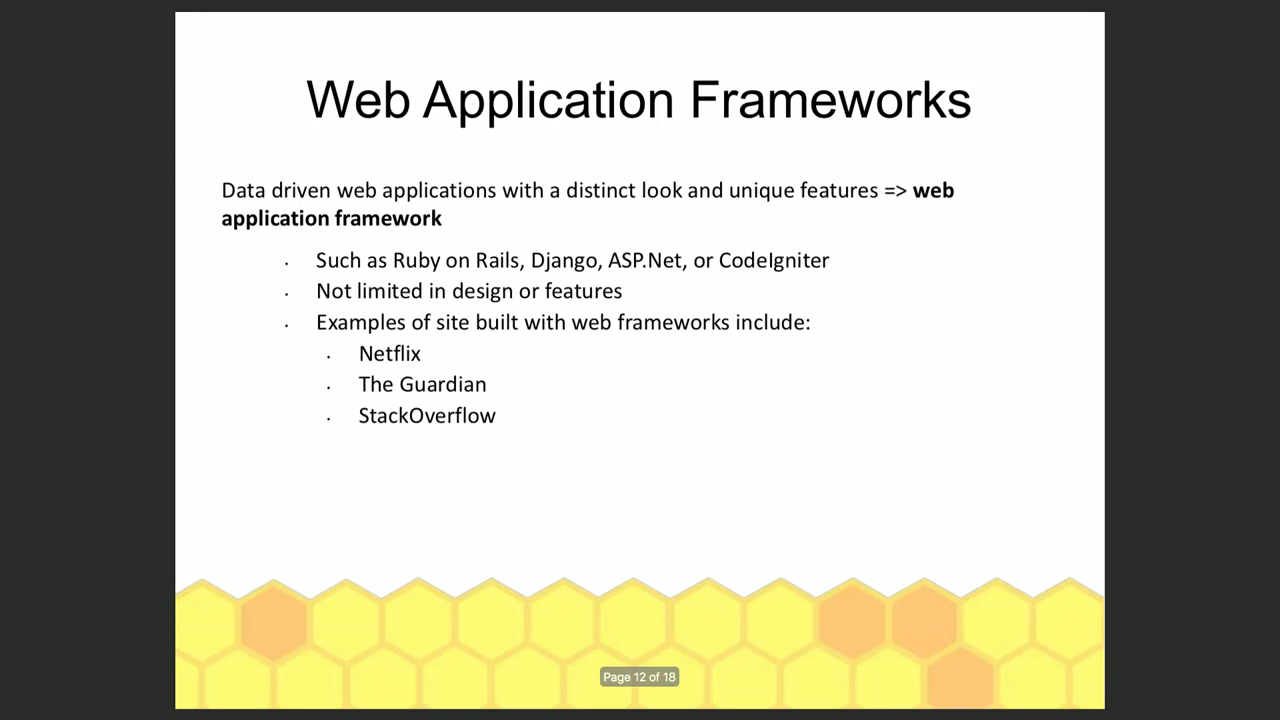 Web Application Frameworks
Data driven web applications with a distinct look and unique features => web
application framework
· Such as Ruby on Rails, Django, ASP.Net, or CodeIgniter
· Not limited in design or features
· Examples of site built with web frameworks include:
· Netflix
· The Guardian
· StackOverflow
Page 12 of 18